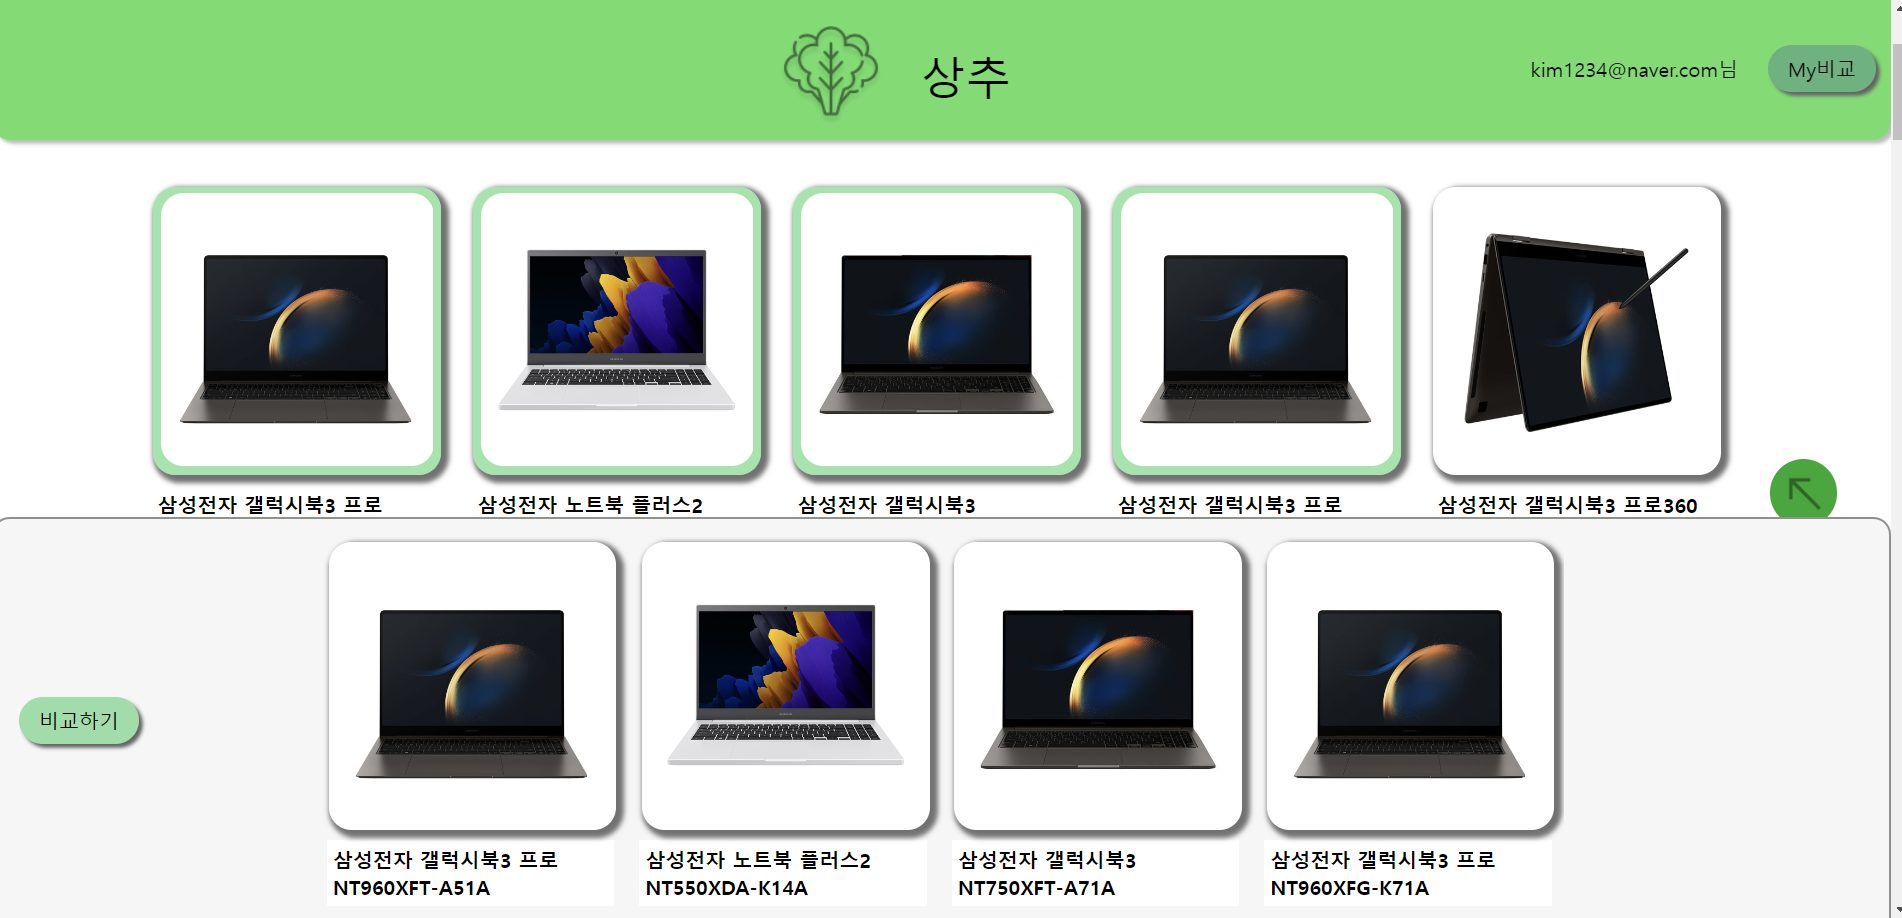 상추
kim1234@naver.com님
My비교
삼성전자 갤럭시북3 프로
삼성전자 노트북 플러스2
삼성전자 갤럭시북3
삼성전자 갤럭시북3 프로
삼성전자 갤럭시북3 프로360
비교하기
삼성전자 갤럭시북3 프로
NT960XFT-A51A
삼성전자 노트북 플러스2
NT550XDA-K14A
삼성전자 갤럭시북3
NT750XFT-A71A
삼성전자 갤럭시북3 프로
NT960XFG-K71A